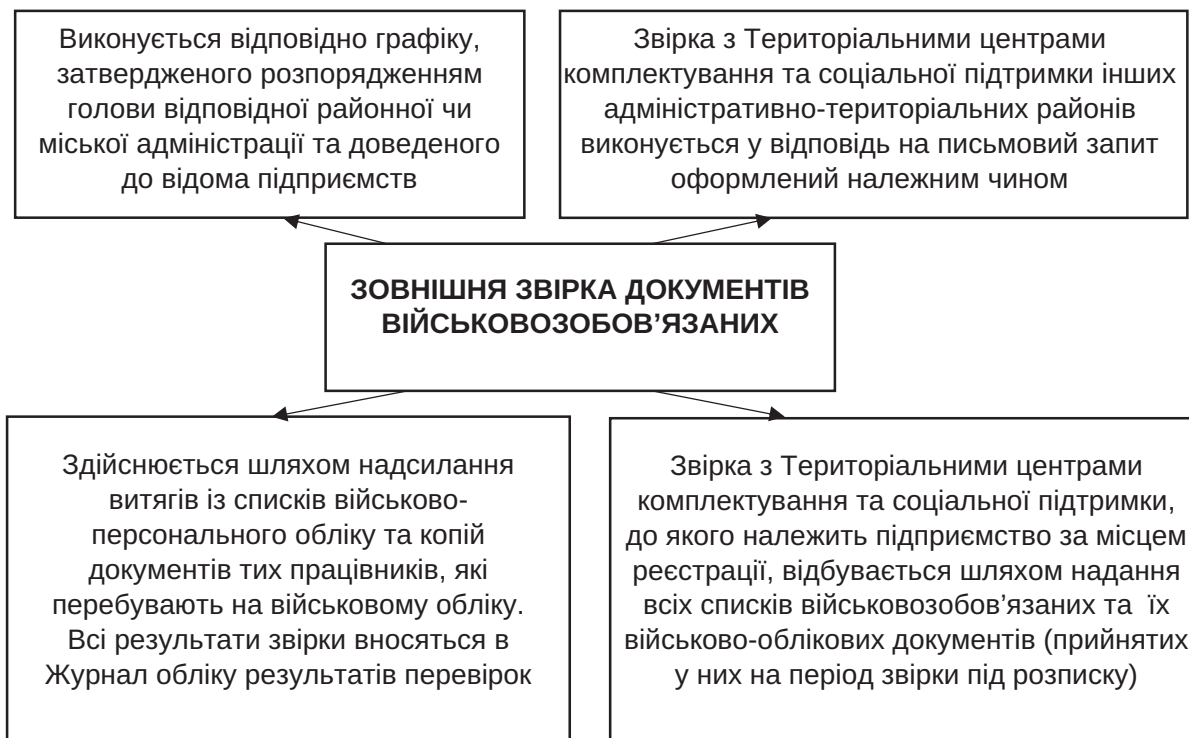 Виконується відповідно графіку,
затвердженого розпорядженням
голови відповідної районної чи
міської адміністрації та доведеного
до відома підприємств
Звірка з Територіальними центрами
комплектування та соціальної підтримки інших
адміністративно-територіальних районів
виконується у відповідь на письмовий запит
оформлений належним чином
ЗОВНІШНЯ ЗВІРКА ДОКУМЕНТІВ
ВІЙСЬКОВОЗОБОВ’ЯЗАНИХ
Здійснюється шляхом надсилання
витягів із списків військово-
персонального обліку та копій
документів тих працівників, які
перебувають на військовому обліку.
Всі результати звірки вносяться в
Журнал обліку результатів перевірок
Звірка з Територіальними центрами
комплектування та соціальної підтримки,
до якого належить підприємство за місцем
реєстрації, відбувається шляхом надання
всіх списків військовозобов’язаних та їх
військово-облікових документів (прийнятих
у них на період звірки під розписку)